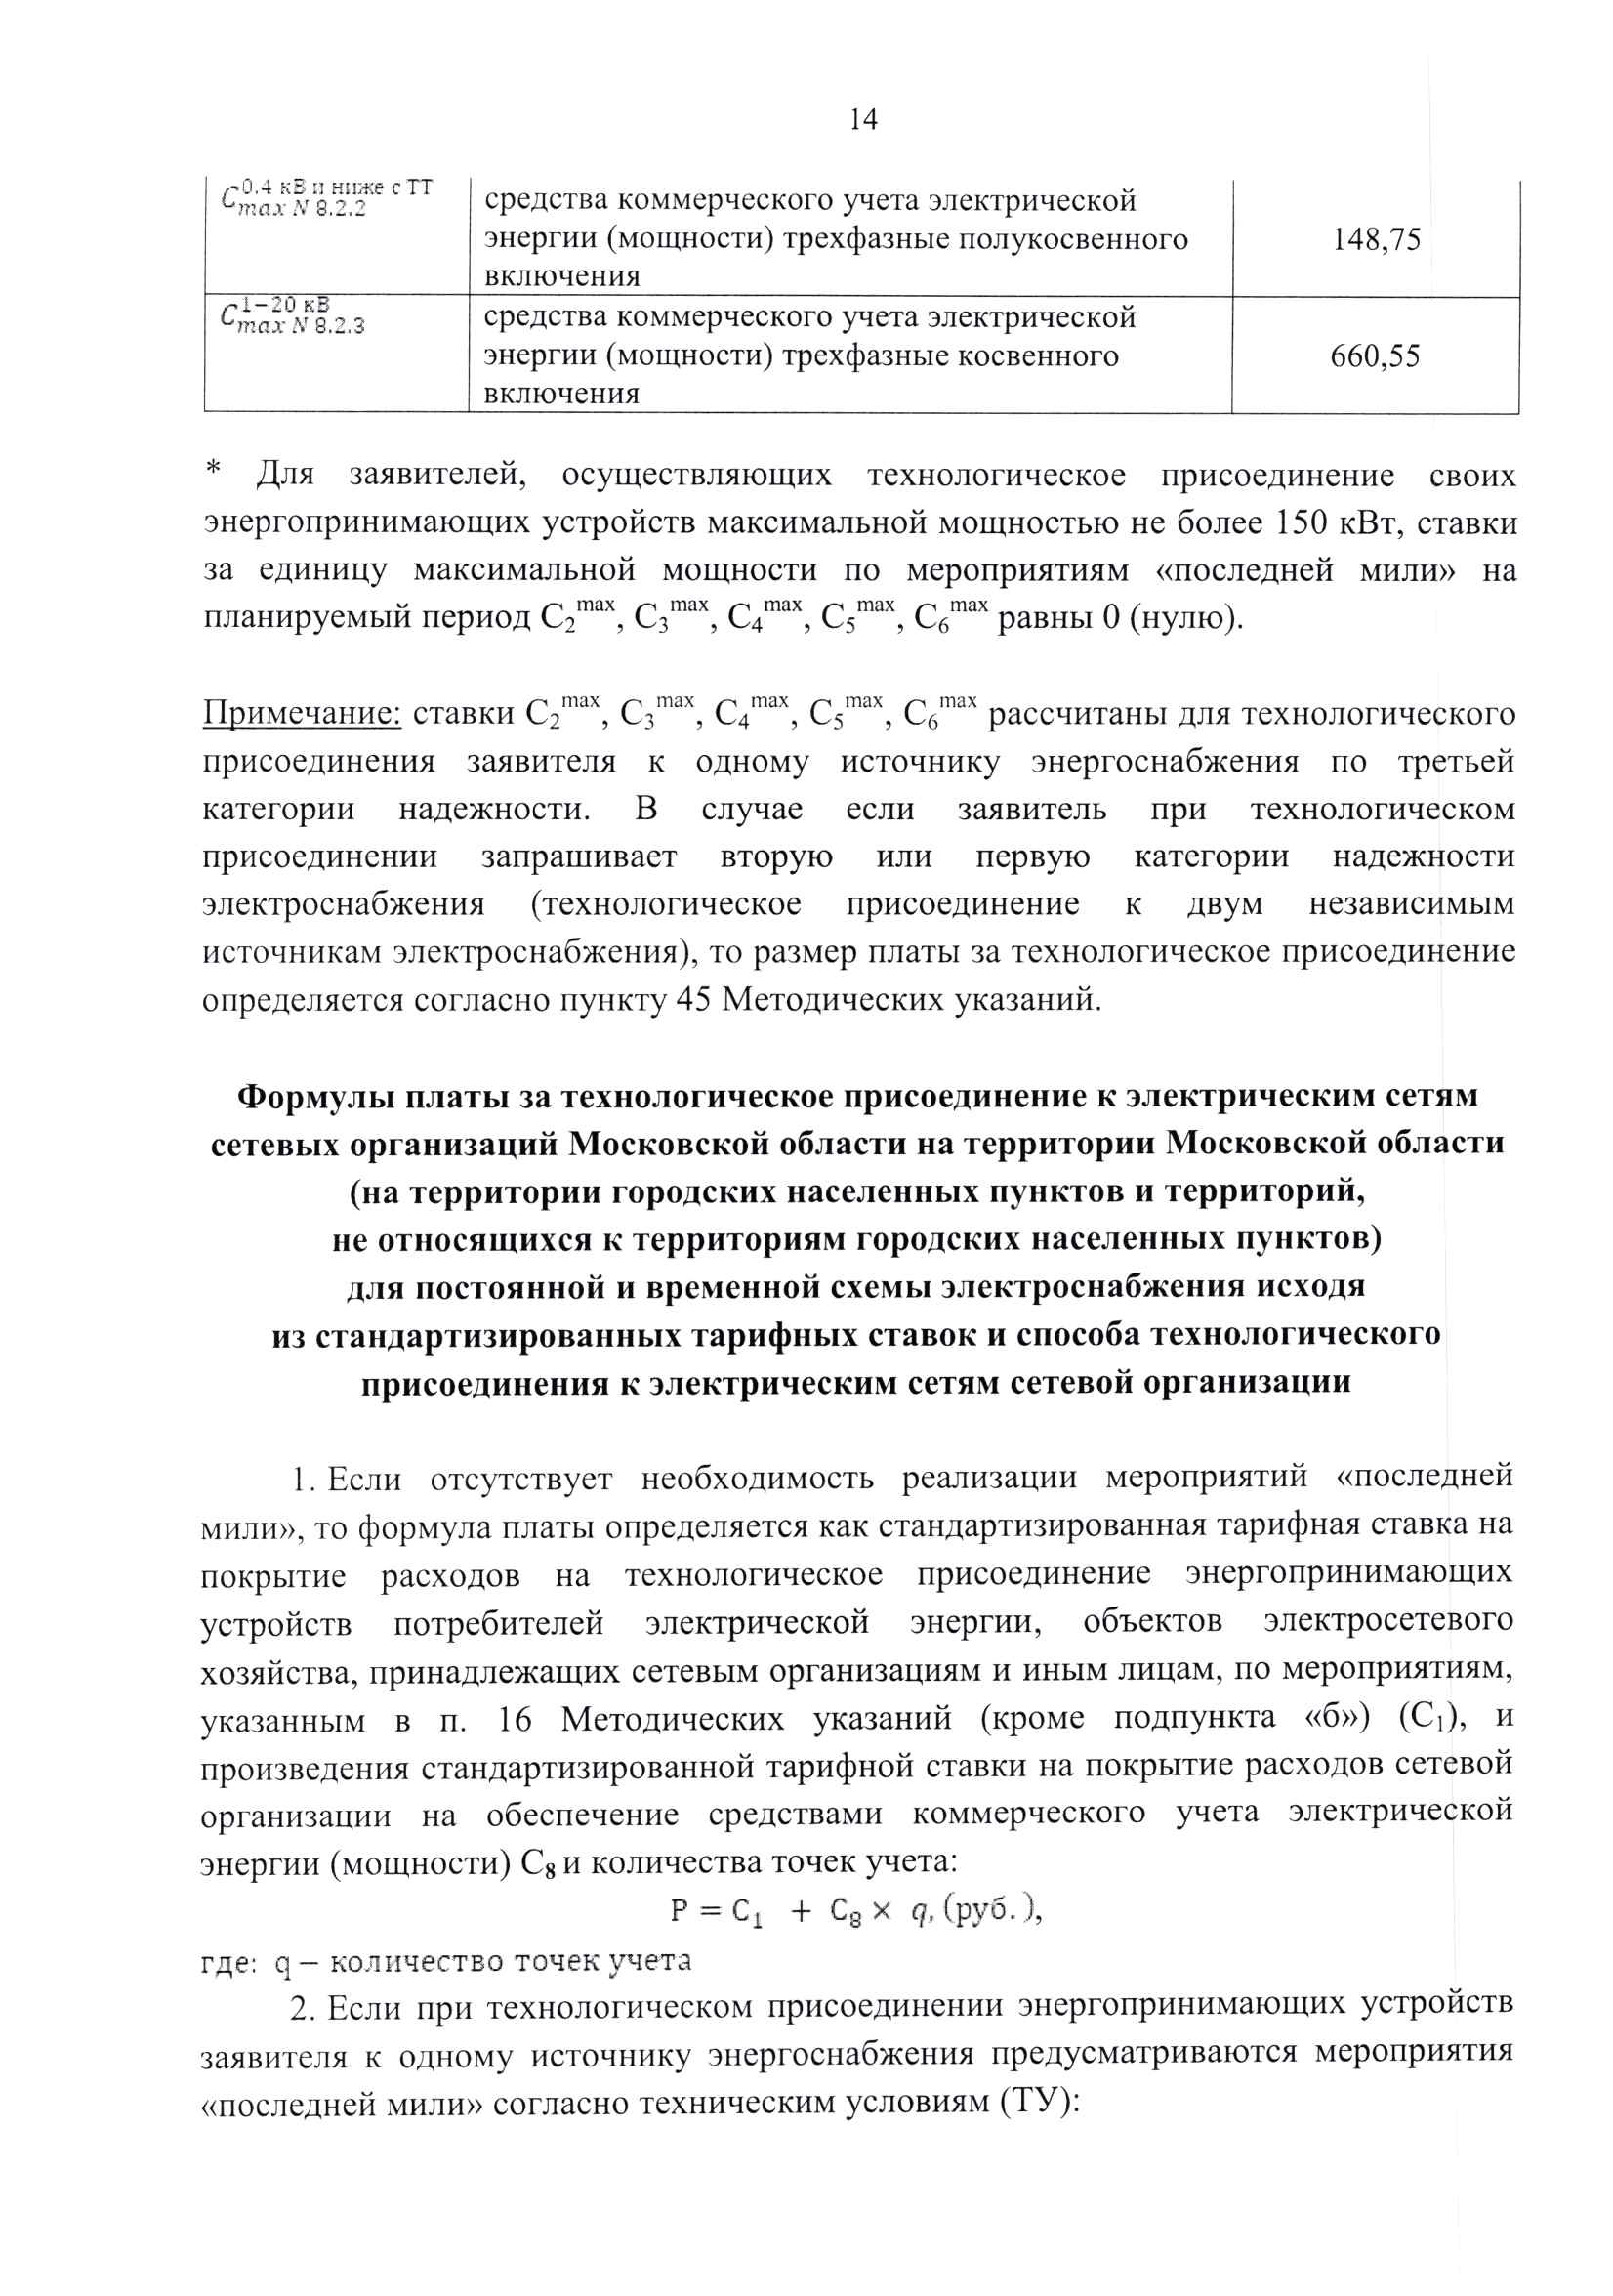 14
C 0.4 кВ и ниже с ТТ max N 8.2.2
средства коммерческого учета электрической
энергии (мощности) трехфазные полукосвенного
включения
148,75
C 1−20 кВ max N 8.2.3
средства коммерческого учета электрической
энергии (мощности) трехфазные косвенного
включения
660,55
* Для заявителей, осуществляющих технологическое присоединение своих
энергопринимающих устройств максимальной мощностью не более 150 кВт, ставки
за единицу максимальной мощности по мероприятиям «последней мили» на
планируемый период С₂ᵐᵃˣ, С₃ᵐᵃˣ, С₄ᵐᵃˣ, С₅ᵐᵃˣ, С₆ᵐᵃˣ равны 0 (нулю).
Примечание: ставки С₂ᵐᵃˣ, С₃ᵐᵃˣ, С₄ᵐᵃˣ, С₅ᵐᵃˣ, С₆ᵐᵃˣ рассчитаны для технологического
присоединения заявителя к одному источнику энергоснабжения по третьей
категории надежности. В случае если заявитель при технологическом
присоединении запрашивает вторую или первую категории надежности
электроснабжения (технологическое присоединение к двум независимым
источникам электроснабжения), то размер платы за технологическое присоединение
определяется согласно пункту 45 Методических указаний.
Формулы платы за технологическое присоединение к электрическим сетям
сетевых организаций Московской области на территории Московской области
(на территории городских населенных пунктов и территорий,
не относящихся к территориям городских населенных пунктов)
для постоянной и временной схемы электроснабжения исходя
из стандартизированных тарифных ставок и способа технологического
присоединения к электрическим сетям сетевой организации
1. Если отсутствует необходимость реализации мероприятий «последней
мили», то формула платы определяется как стандартизированная тарифная ставка на
покрытие расходов на технологическое присоединение энергопринимающих
устройств потребителей электрической энергии, объектов электросетевого
хозяйства, принадлежащих сетевым организациям и иным лицам, по мероприятиям,
указанным в п. 16 Методических указаний (кроме подпункта «б») (С₁), и
произведения стандартизированной тарифной ставки на покрытие расходов сетевой
организации на обеспечение средствами коммерческого учета электрической
энергии (мощности) С₈ и количества точек учета:
P = C₁ + C₈ × q, (руб.),
где: q – количество точек учета
2. Если при технологическом присоединении энергопринимающих устройств
заявителя к одному источнику энергоснабжения предусматриваются мероприятия
«последней мили» согласно техническим условиям (ТУ):